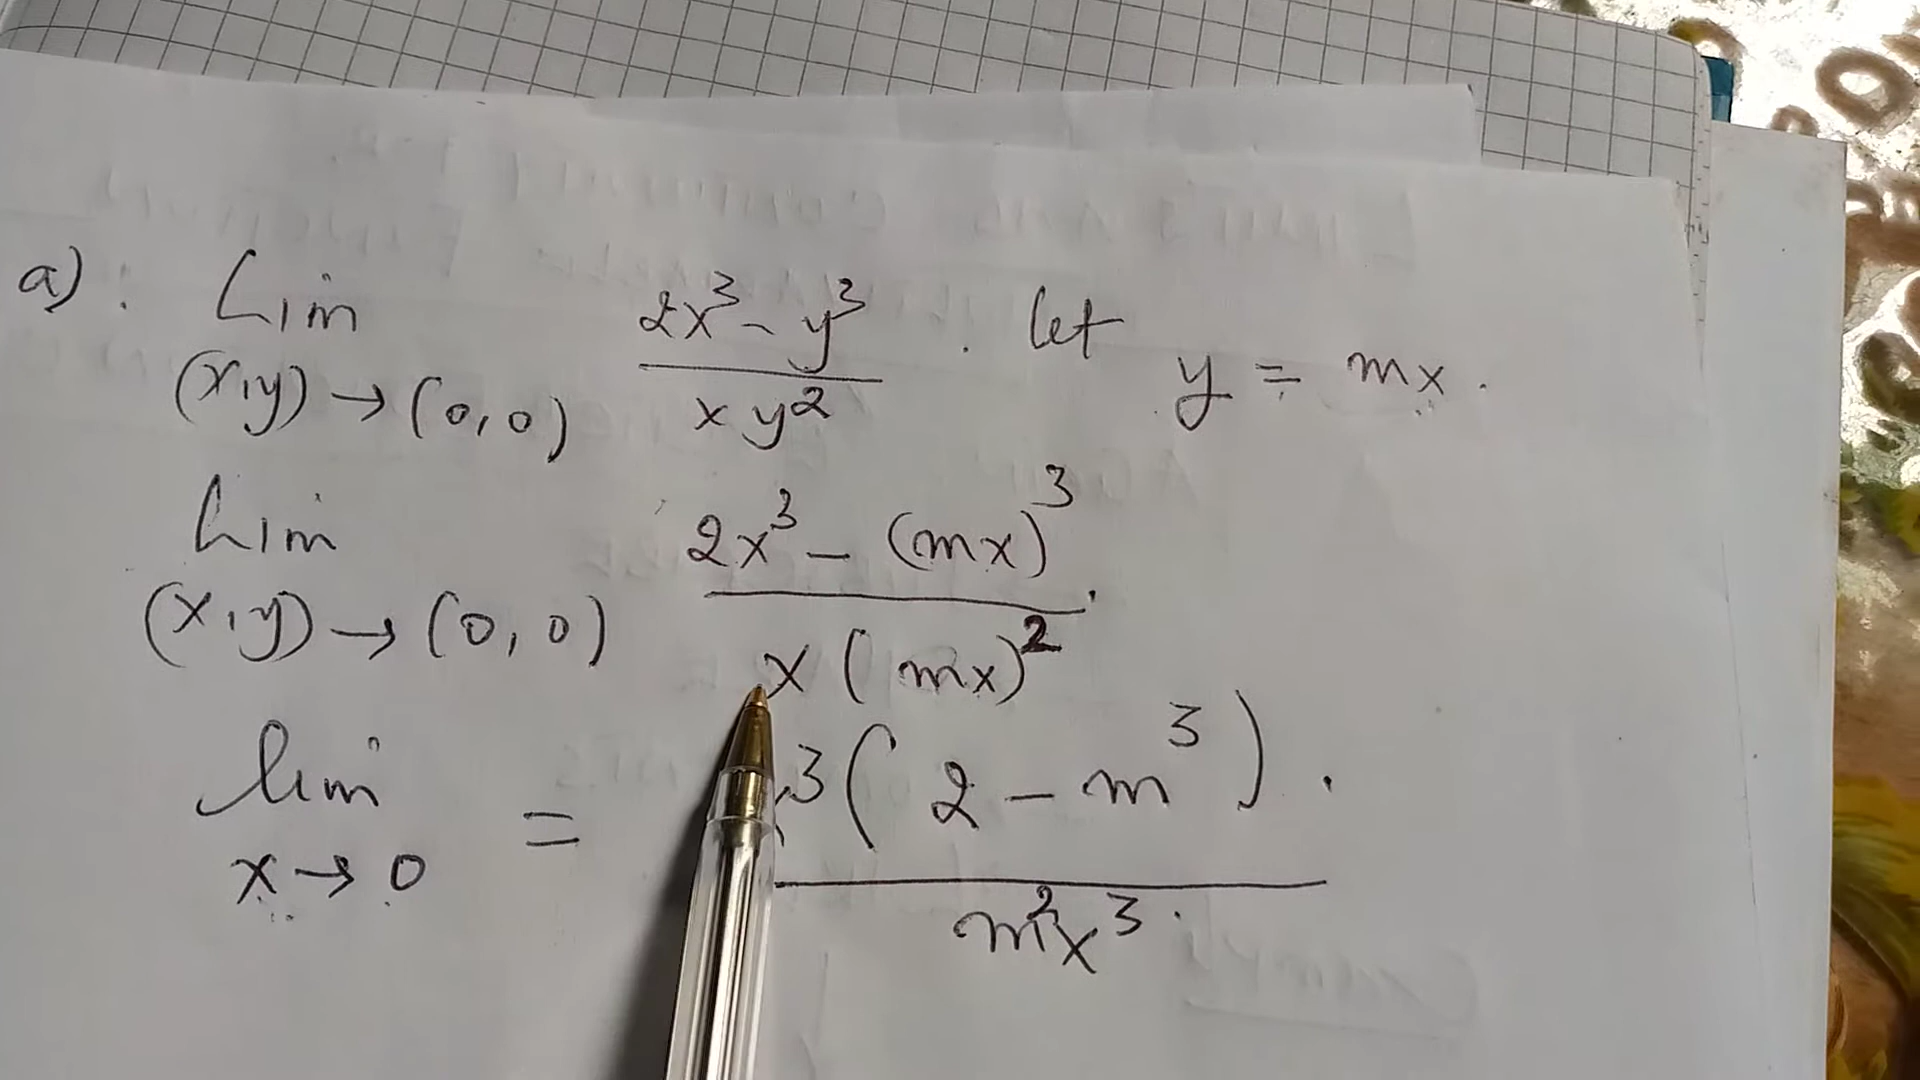 a). Lim 2x³ - y³ . let y = mx .
(x,y) → (0,0) xy²
Lim 2x³ - (mx)³
(x,y) → (0,0) x(mx)²
lim = ³(2 - m³) .
x → 0 m²x³ .